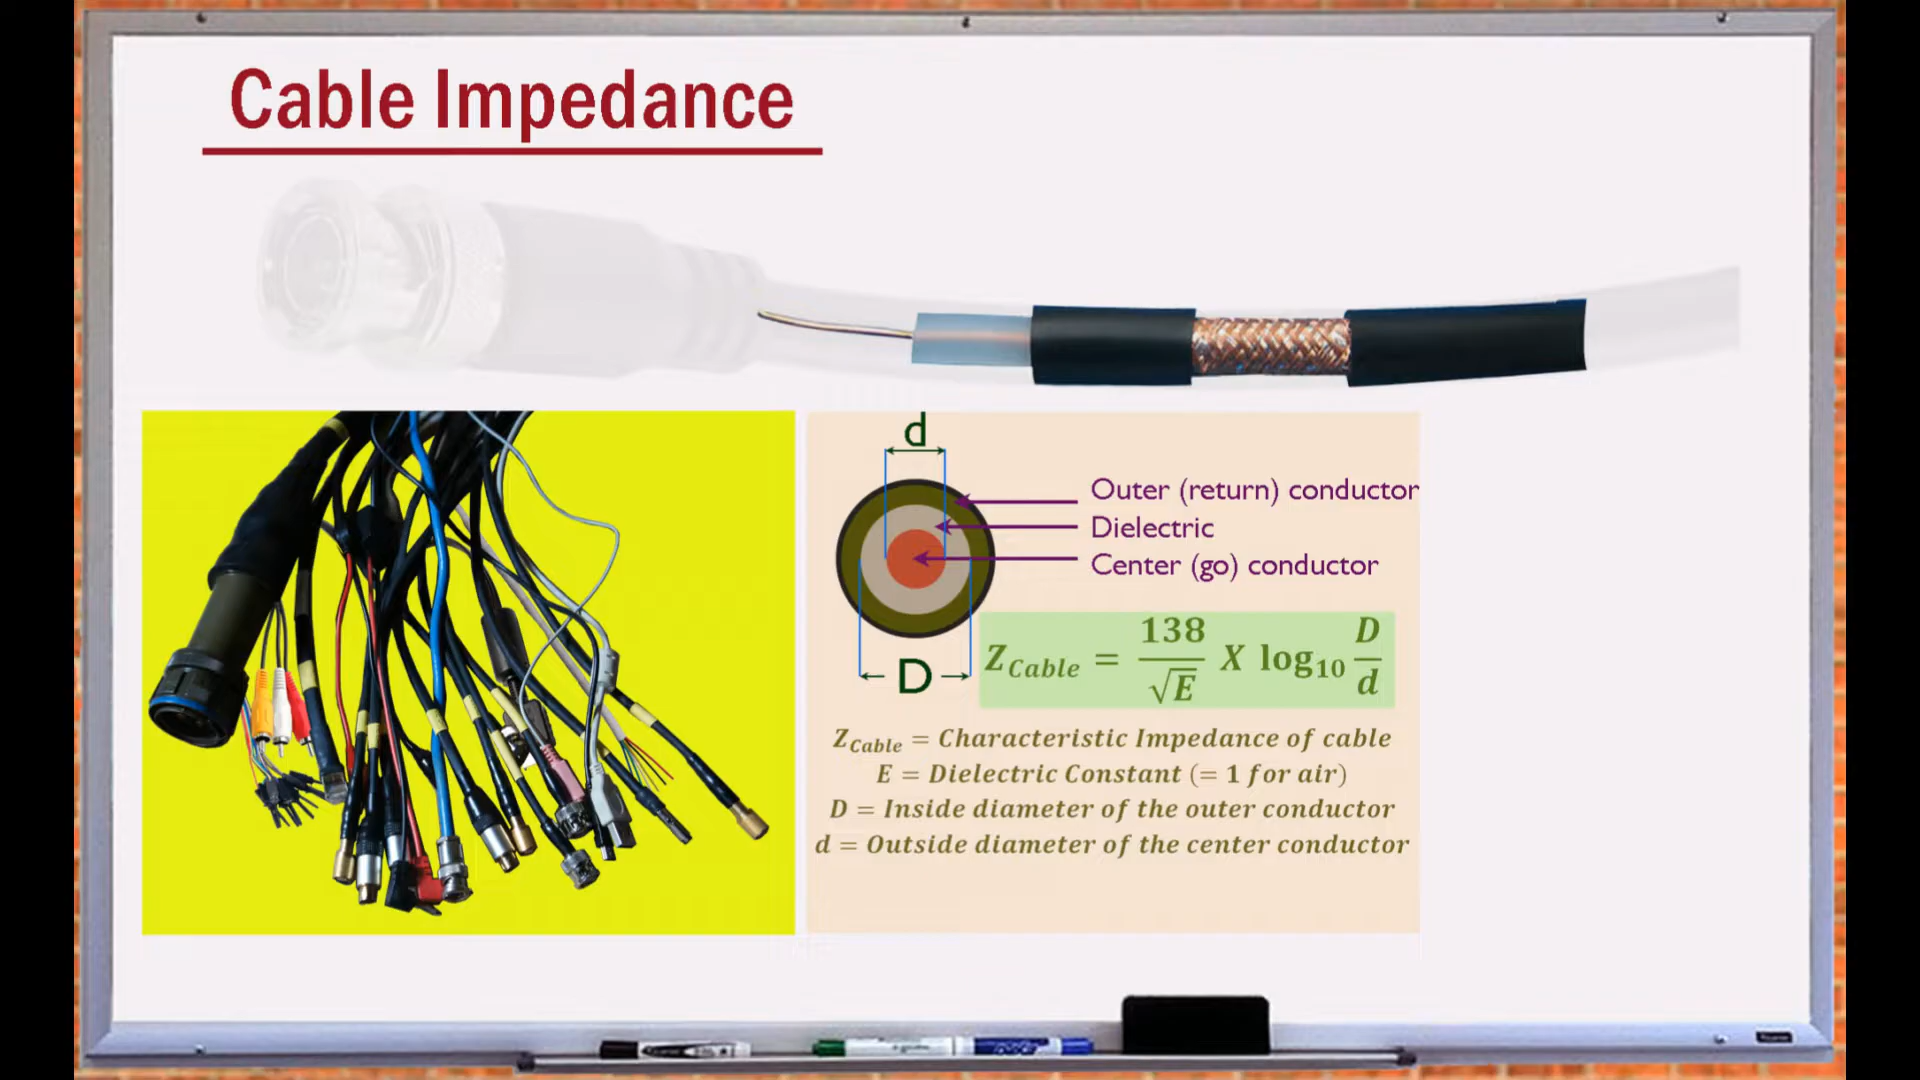 Cable Impedance
d
Outer (return) conductor
Dielectric
Center (go) conductor
D
Z_Cable = 138/√E X log₁₀ D/d
Z_Cable = Characteristic Impedance of cable
E = Dielectric Constant (= 1 for air)
D = Inside diameter of the outer conductor
d = Outside diameter of the center conductor